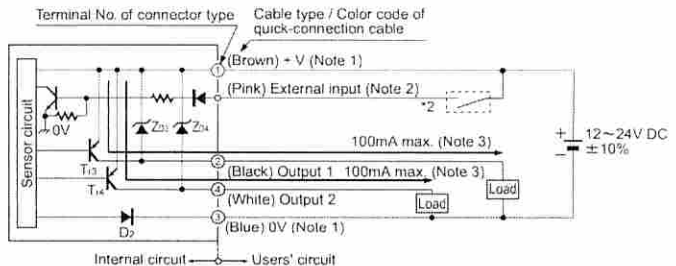 Terminal No. of connector type
Cable type / Color code of
quick-connection cable
Sensor circuit
1
(Brown) + V (Note 1)
(Pink) External input (Note 2)
*2
0V
ZD3
ZD4
100mA max. (Note 3)
+
−
12~24V DC
±10%
Tr3
2
(Black) Output 1
100mA max. (Note 3)
Tr4
4
Load
Load
(White) Output 2
3
D2
(Blue) 0V (Note 1)
Internal circuit
Users' circuit